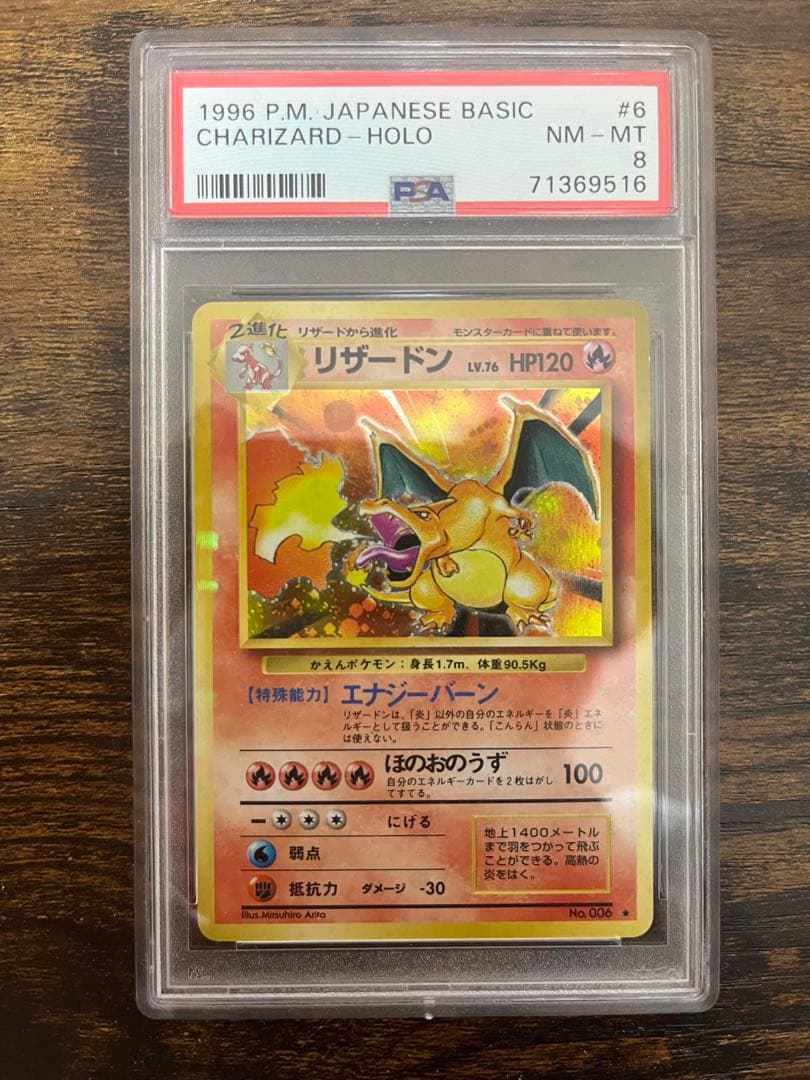 1996 P.M. JAPANESE BASIC #6
CHARIZARD-HOLO NM-MT
8
PSA 71369516
2進化 リザードから進化 モンスターカードに重ねて使います。
リザードン LV.76 HP120
かえんポケモン：身長1.7m、体重90.5Kg
【特殊能力】エナジーバーン
リザードンは、「炎」以外の自分のエネルギーを「炎」エネ
ルギーとして扱うことができる。「こんらん」状態のときに
は使えない。
ほのおのうず 100
自分のエネルギーカードを2枚はがし
てすてる。
にげる
弱点
抵抗力 ダメージ -30
地上1400メートル
まで羽をつかって飛ぶ
ことができる。高熱の
炎をはく。
Illus.Mitsuhiro Arita No. 006 ★